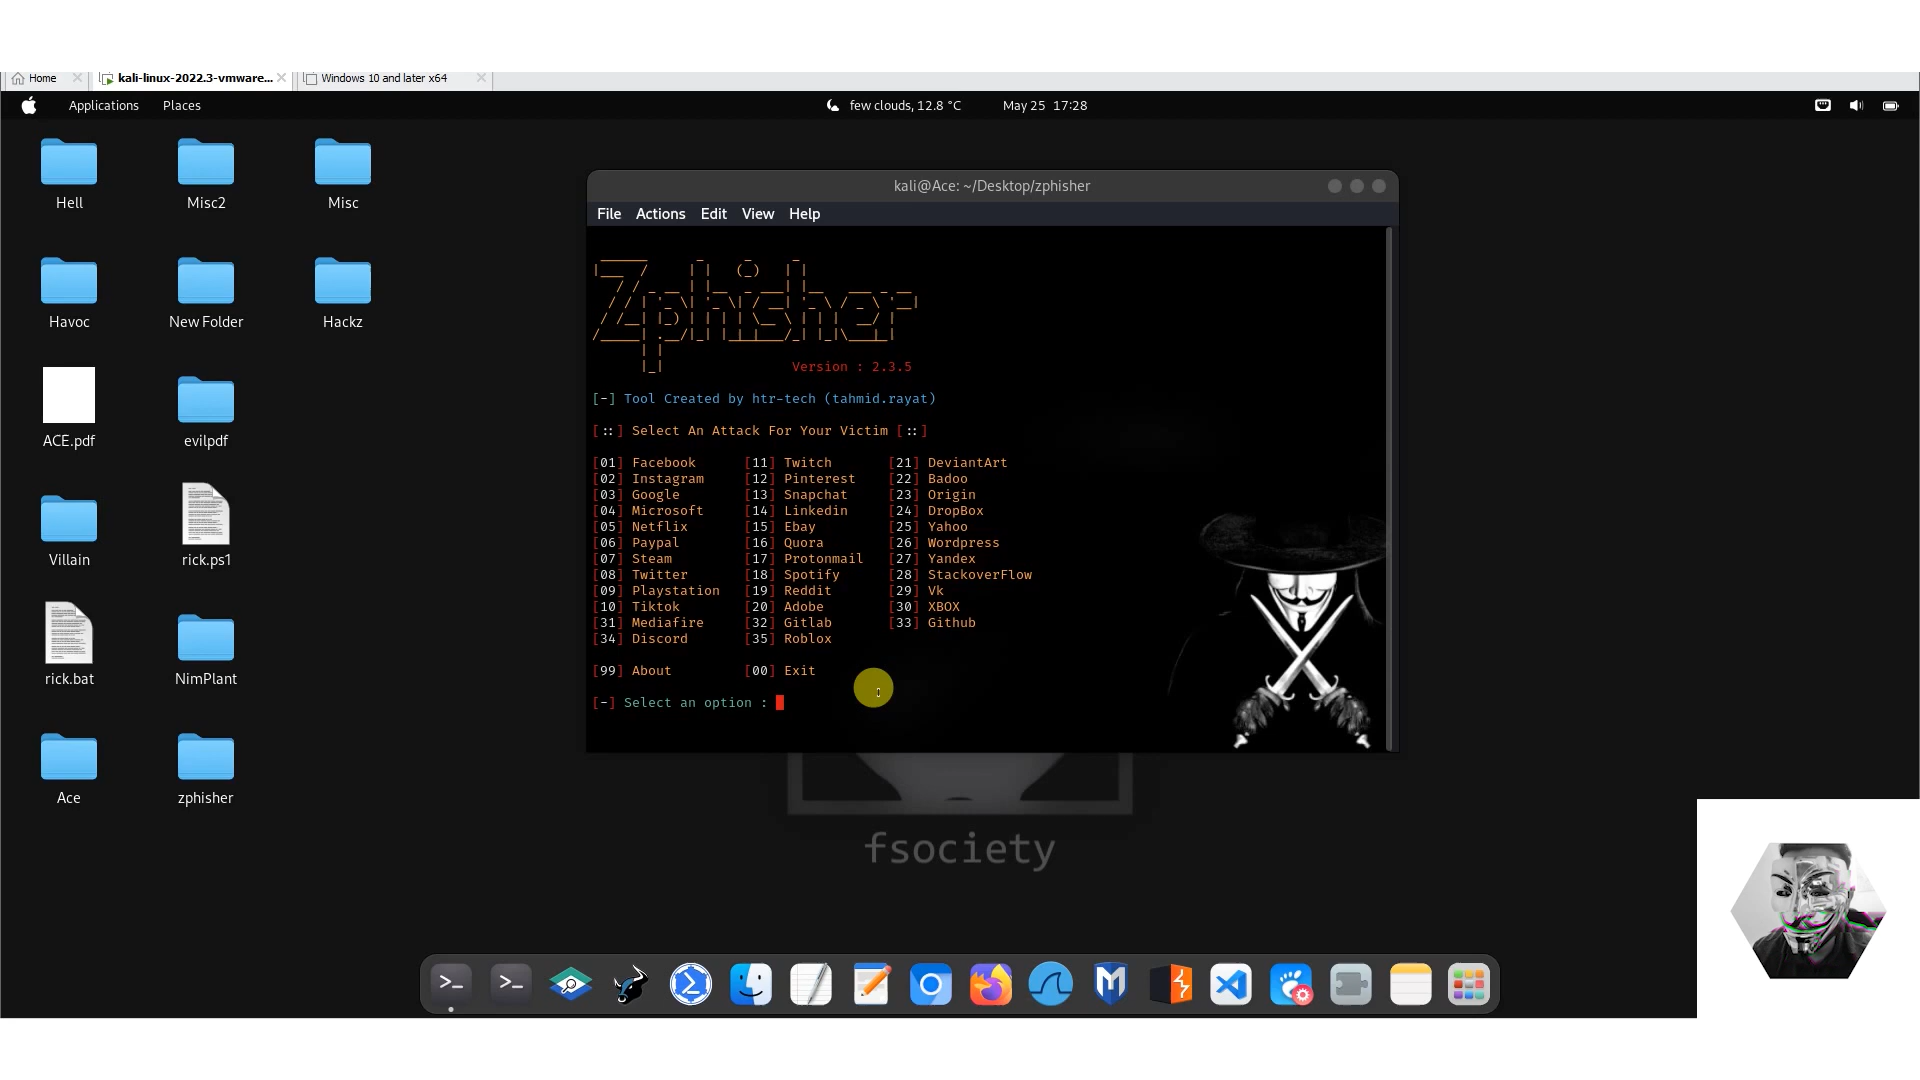 Home
kali-linux-2022.3-vmware...
Windows 10 and later x64
Applications Places
few clouds, 12.8 °C
May 25 17:28
Hell
Misc2
Misc
Havoc
New Folder
Hackz
ACE.pdf
evilpdf
Villain
rick.ps1
rick.bat
NimPlant
Ace
zphisher
kali@Ace: ~/Desktop/zphisher
File Actions Edit View Help
Zphisher
Version : 2.3.5
[-] Tool Created by htr-tech (tahmid.rayat)
[::] Select An Attack For Your Victim [::]
[01] Facebook [11] Twitch [21] DeviantArt
[02] Instagram [12] Pinterest [22] Badoo
[03] Google [13] Snapchat [23] Origin
[04] Microsoft [14] Linkedin [24] DropBox
[05] Netflix [15] Ebay [25] Yahoo
[06] Paypal [16] Quora [26] Wordpress
[07] Steam [17] Protonmail [27] Yandex
[08] Twitter [18] Spotify [28] StackoverFlow
[09] Playstation [19] Reddit [29] Vk
[10] Tiktok [20] Adobe [30] XBOX
[31] Mediafire [32] Gitlab [33] Github
[34] Discord [35] Roblox
[99] About [00] Exit
[-] Select an option :
fsociety